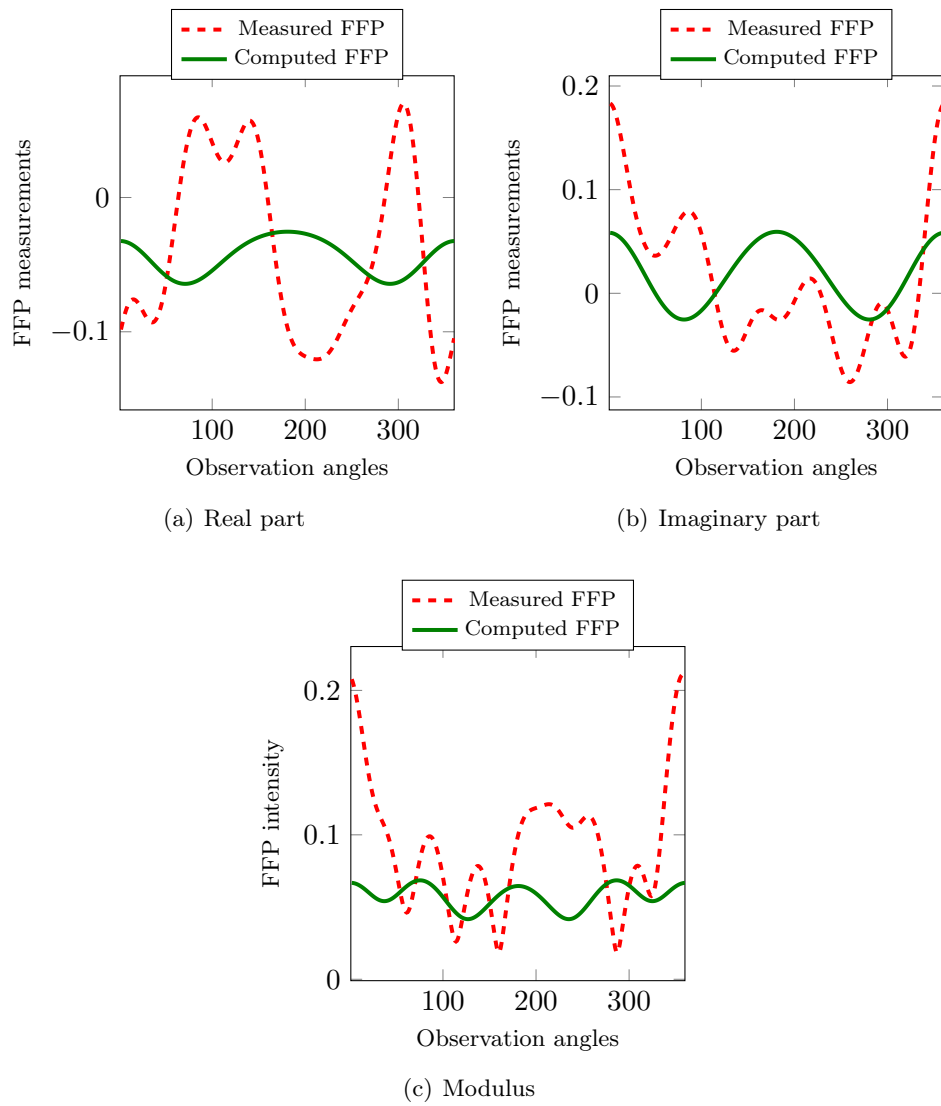 Measured FFP
Computed FFP
0
−0.1
FFP measurements
100 200 300
Observation angles
(a) Real part
Measured FFP
Computed FFP
0.2
0.1
0
−0.1
FFP measurements
100 200 300
Observation angles
(b) Imaginary part
Measured FFP
Computed FFP
0.2
0.1
0
FFP intensity
100 200 300
Observation angles
(c) Modulus